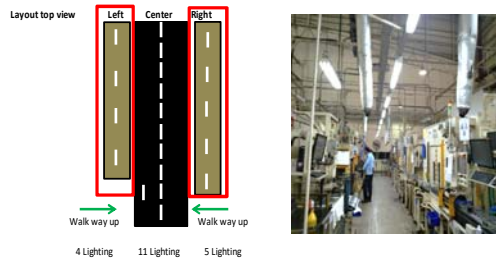 Layout top view Left Center Right
Walk way up Walk way up
4 Lighting 11 Lighting 5 Lighting